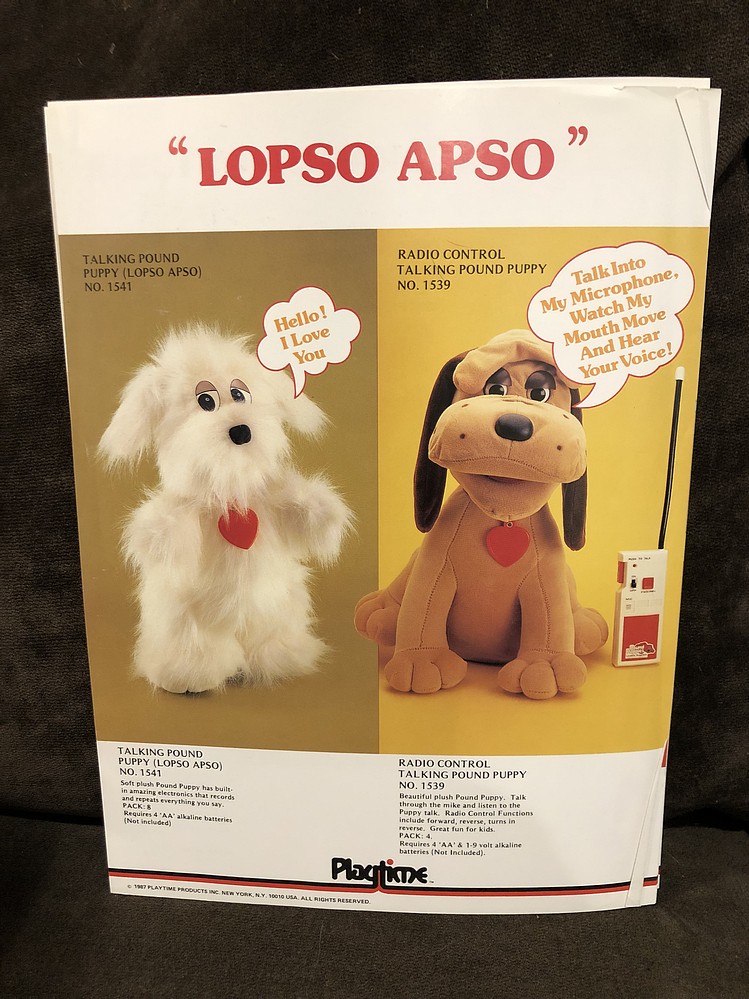 "LOPSO APSO"
TALKING POUND
PUPPY (LOPSO APSO)
NO. 1541
Hello!
I Love
You
RADIO CONTROL
TALKING POUND PUPPY
NO. 1539
Talk Into
My Microphone,
Watch My
Mouth Move
And Hear
Your Voice!
PUSH TO TALK
TALKING POUND
PUPPY (LOPSO APSO)
NO. 1541
Soft plush Pound Puppy has built-
in amazing electronics that records
and repeats everything you say.
PACK: 8
Requires 4 'AA' alkaline batteries
(Not included)
RADIO CONTROL
TALKING POUND PUPPY
NO. 1539
Beautiful plush Pound Puppy. Talk
through the mike and listen to the
Puppy talk. Radio Control Functions
include forward, reverse, turns in
reverse. Great fun for kids.
PACK: 4.
Requires 4 'AA' & 1-9 volt alkaline
batteries (Not Included).
Playtime™
© 1987 PLAYTIME PRODUCTS INC. NEW YORK, N.Y. 10010 USA. ALL RIGHTS RESERVED.